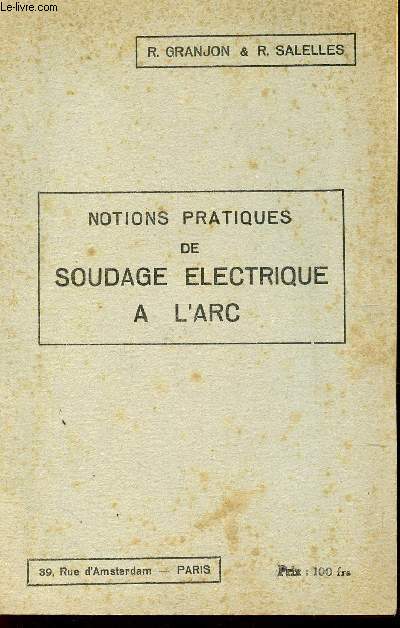 Le-livre.com
R. GRANJON & R. SALELLES
NOTIONS PRATIQUES
DE
SOUDAGE ELECTRIQUE
A L'ARC
39, Rue d'Amsterdam — PARIS
Prix : 100 frs